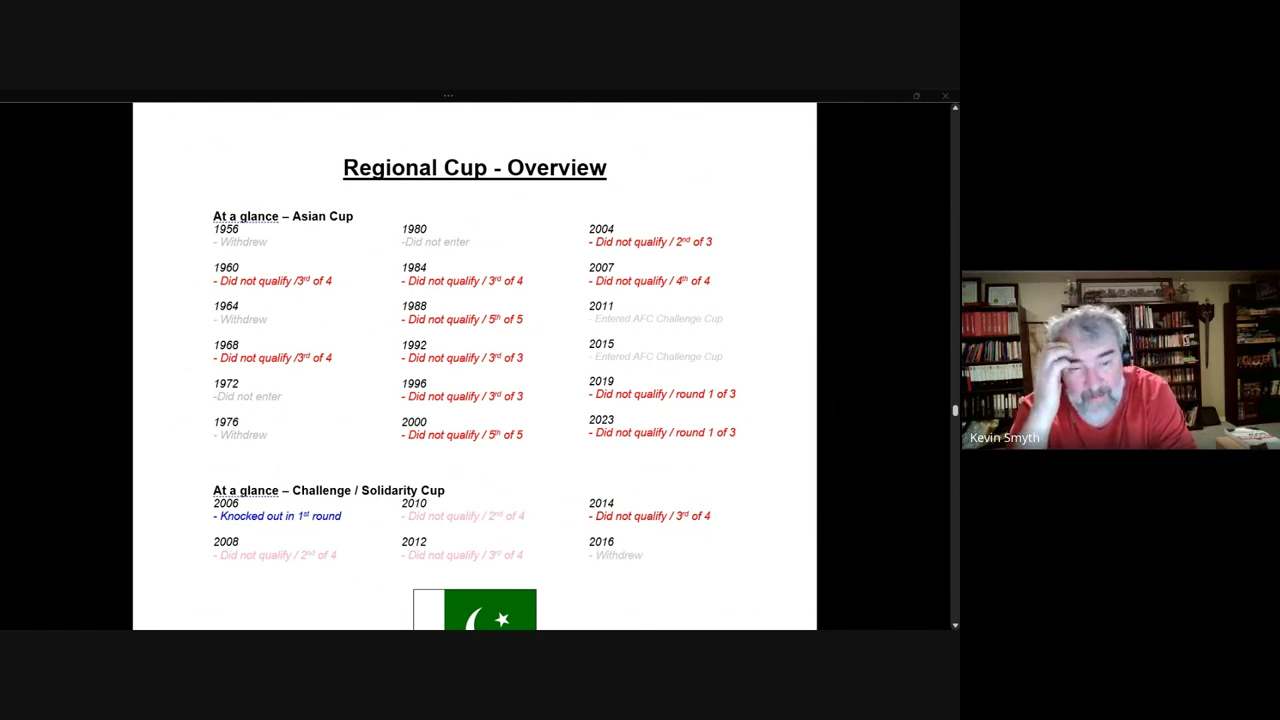 Regional Cup - Overview
At a glance – Asian Cup
1956
- Withdrew
1960
- Did not qualify /3rd of 4
1964
- Withdrew
1968
- Did not qualify /3rd of 4
1972
-Did not enter
1976
- Withdrew
1980
-Did not enter
1984
- Did not qualify / 3rd of 4
1988
- Did not qualify / 5th of 5
1992
- Did not qualify / 3rd of 3
1996
- Did not qualify / 3rd of 3
2000
- Did not qualify / 5th of 5
2004
- Did not qualify / 2nd of 3
2007
- Did not qualify / 4th of 4
2011
- Entered AFC Challenge Cup
2015
- Entered AFC Challenge Cup
2019
- Did not qualify / round 1 of 3
2023
- Did not qualify / round 1 of 3
At a glance – Challenge / Solidarity Cup
2006
- Knocked out in 1st round
2008
- Did not qualify / 2nd of 4
2010
- Did not qualify / 2nd of 4
2012
- Did not qualify / 3rd of 4
2014
- Did not qualify / 3rd of 4
2016
- Withdrew
Kevin Smyth